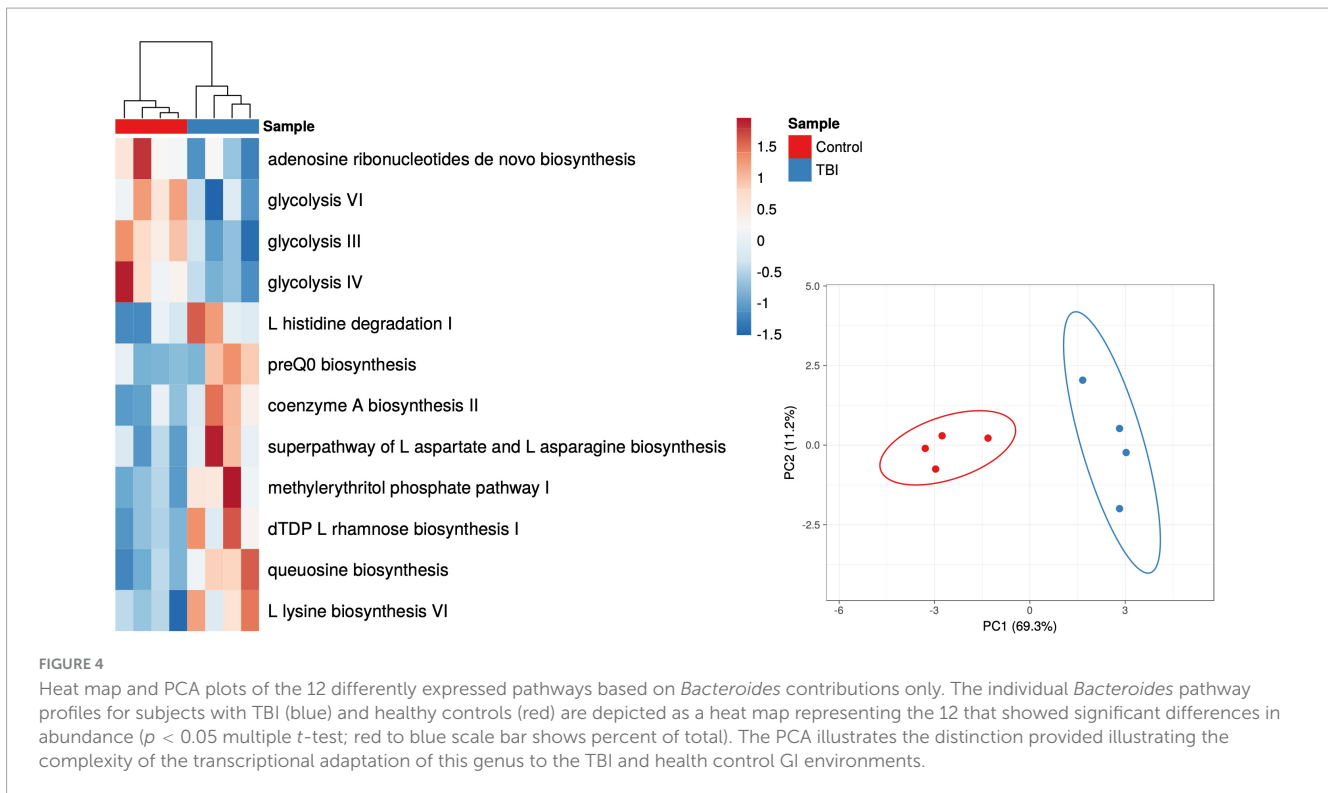 Sample
adenosine ribonucleotides de novo biosynthesis
glycolysis VI
glycolysis III
glycolysis IV
L histidine degradation I
preQ0 biosynthesis
coenzyme A biosynthesis II
superpathway of L aspartate and L asparagine biosynthesis
methylerythritol phosphate pathway I
dTDP L rhamnose biosynthesis I
queuosine biosynthesis
L lysine biosynthesis VI
1.5
1
0.5
0
-0.5
-1
-1.5
Sample
Control
TBI
5.0
2.5
0.0
-2.5
PC2 (11.2%)
-6
-3
0
3
PC1 (69.3%)
FIGURE 4
Heat map and PCA plots of the 12 differently expressed pathways based on Bacteroides contributions only. The individual Bacteroides pathway
profiles for subjects with TBI (blue) and healthy controls (red) are depicted as a heat map representing the 12 that showed significant differences in
abundance (p < 0.05 multiple t-test; red to blue scale bar shows percent of total). The PCA illustrates the distinction provided illustrating the
complexity of the transcriptional adaptation of this genus to the TBI and health control GI environments.